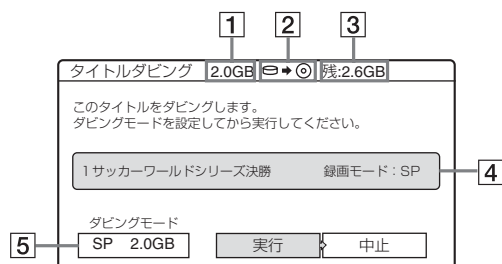 1 2 3
タイトルダビング 2.0GB 残:2.6GB
このタイトルをダビングします。
ダビングモードを設定してから実行してください。
1 サッカーワールドシリーズ決勝 録画モード：SP
4
ダビングモード
5
SP 2.0GB 実行 中止